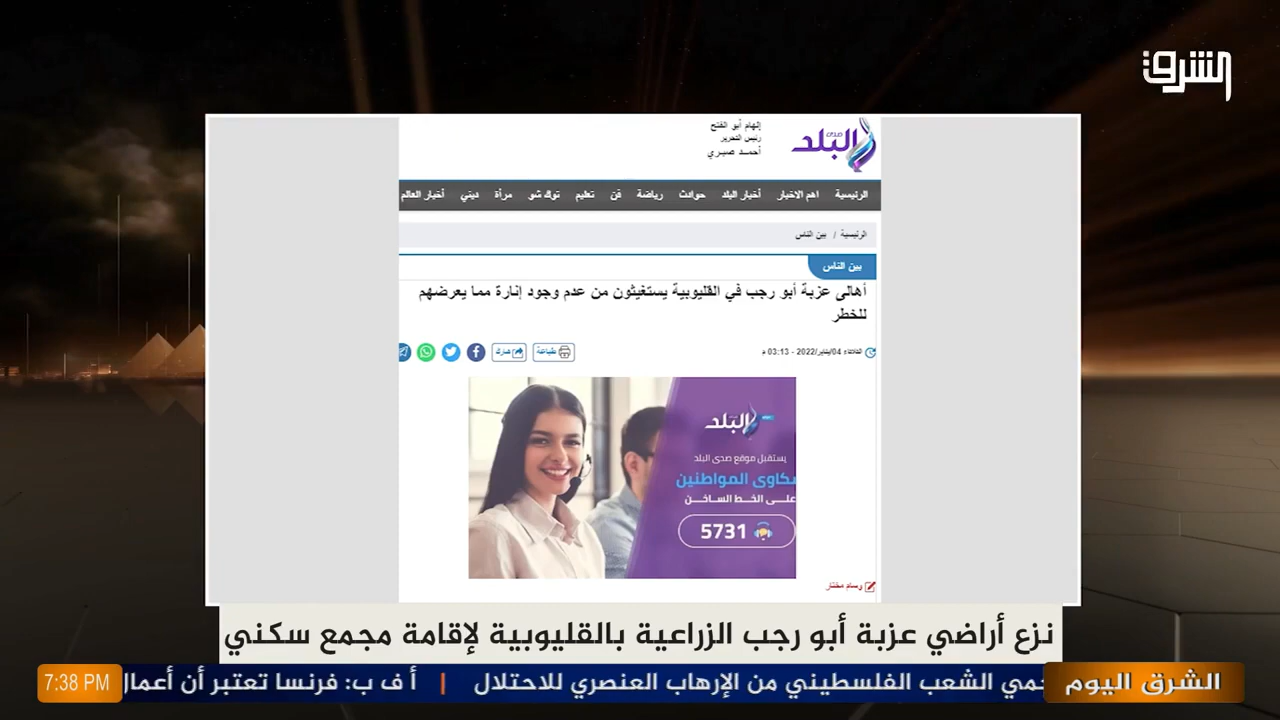 الشرق
صدى البلد
إلهام أبو الفتح
رئيس التحرير
أحمد صبري
الرئيسية اهم الاخبار أخبار البلد حوادث رياضة فن تعليم توك شو مرأة ديني أخبار العالم
الرئيسية / بين الناس
بين الناس
أهالى عزبة أبو رجب في القليوبية يستغيثون من عدم وجود إنارة مما يعرضهم
للخطر
الثلاثاء 04/يناير/2022 - 03:13 م
طباعة شارك
صدى البلد
يستقبل موقع صدى البلد
شكاوى المواطنين
على الخط الساخن
5731
وسام مختار
نزع أراضي عزبة أبو رجب الزراعية بالقليوبية لإقامة مجمع سكني
الشرق اليوم
حمي الشعب الفلسطيني من الإرهاب العنصري للاحتلال | أ ف ب: فرنسا تعتبر أن أعمال
7:38 PM